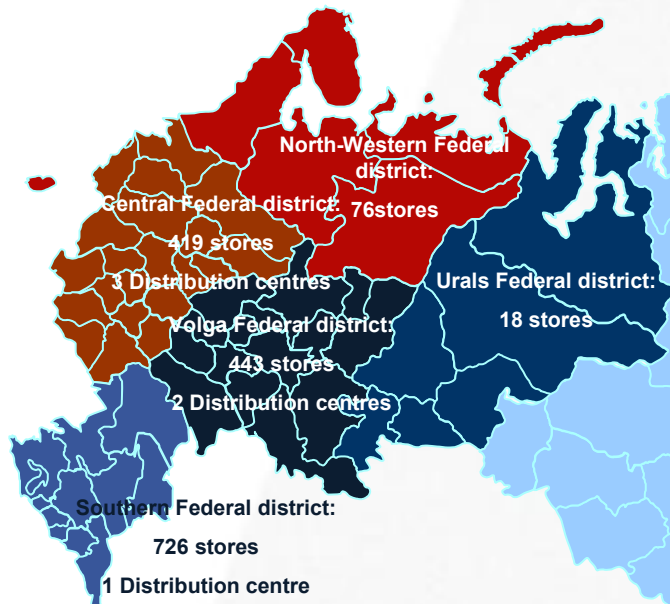 North-Western Federal
district:
76stores
Central Federal district:
419 stores
3 Distribution centres
Urals Federal district:
18 stores
Volga Federal district:
443 stores
2 Distribution centres
Southern Federal district:
726 stores
1 Distribution centre